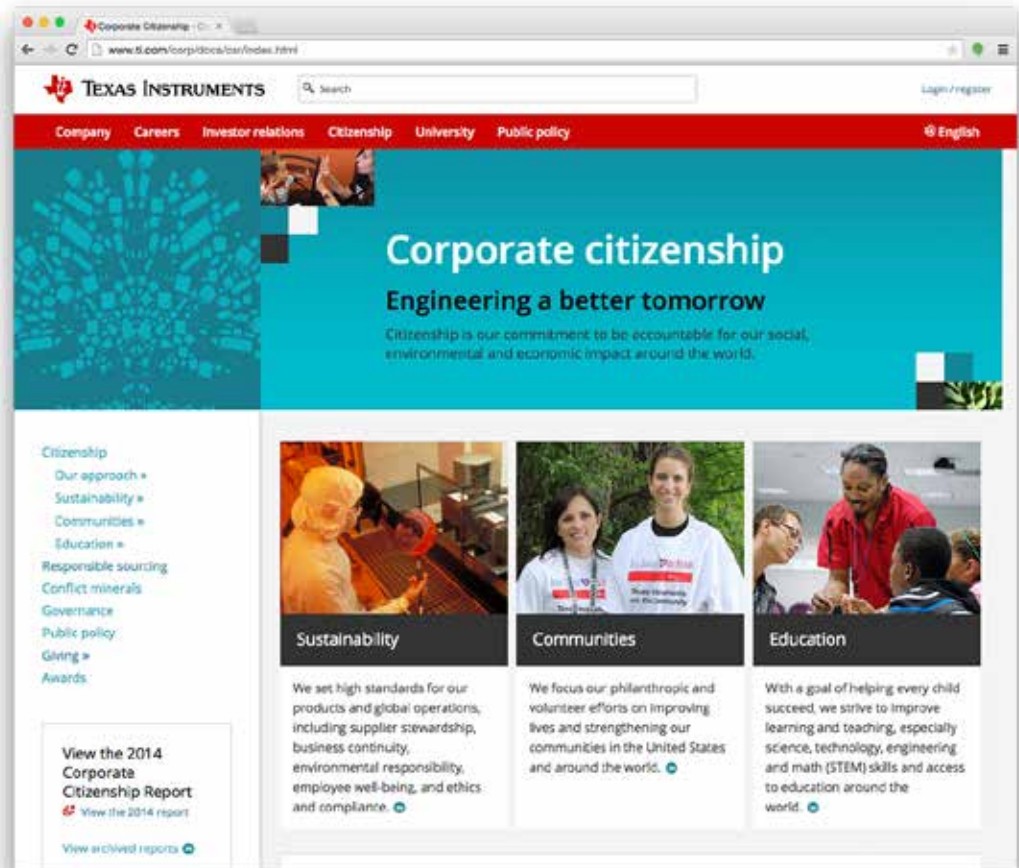 Corporate Citizenship
www.ti.com/corp/docs/csr/index.html
TEXAS INSTRUMENTS
Search
Login / register
Company Careers Investor relations Citizenship University Public policy
English
Corporate citizenship
Engineering a better tomorrow
Citizenship is our commitment to be accountable for our social,
environmental and economic impact around the world.
Citizenship
Our approach »
Sustainability »
Communities »
Education »
Responsible sourcing
Conflict minerals
Governance
Public policy
Giving »
Awards
View the 2014
Corporate
Citizenship Report
View the 2014 report
View archived reports
Sustainability
We set high standards for our
products and global operations,
including supplier stewardship,
business continuity,
environmental responsibility,
employee well-being, and ethics
and compliance.
Communities
We focus our philanthropic and
volunteer efforts on improving
lives and strengthening our
communities in the United States
and around the world.
Education
With a goal of helping every child
succeed, we strive to improve
learning and teaching, especially
science, technology, engineering
and math (STEM) skills and access
to education around the
world.